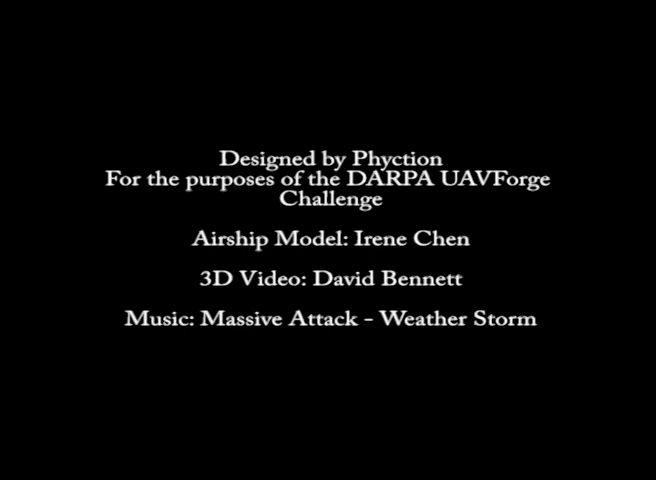 Designed by Phyction
For the purposes of the DARPA UAVForge
Challenge
Airship Model: Irene Chen
3D Video: David Bennett
Music: Massive Attack - Weather Storm